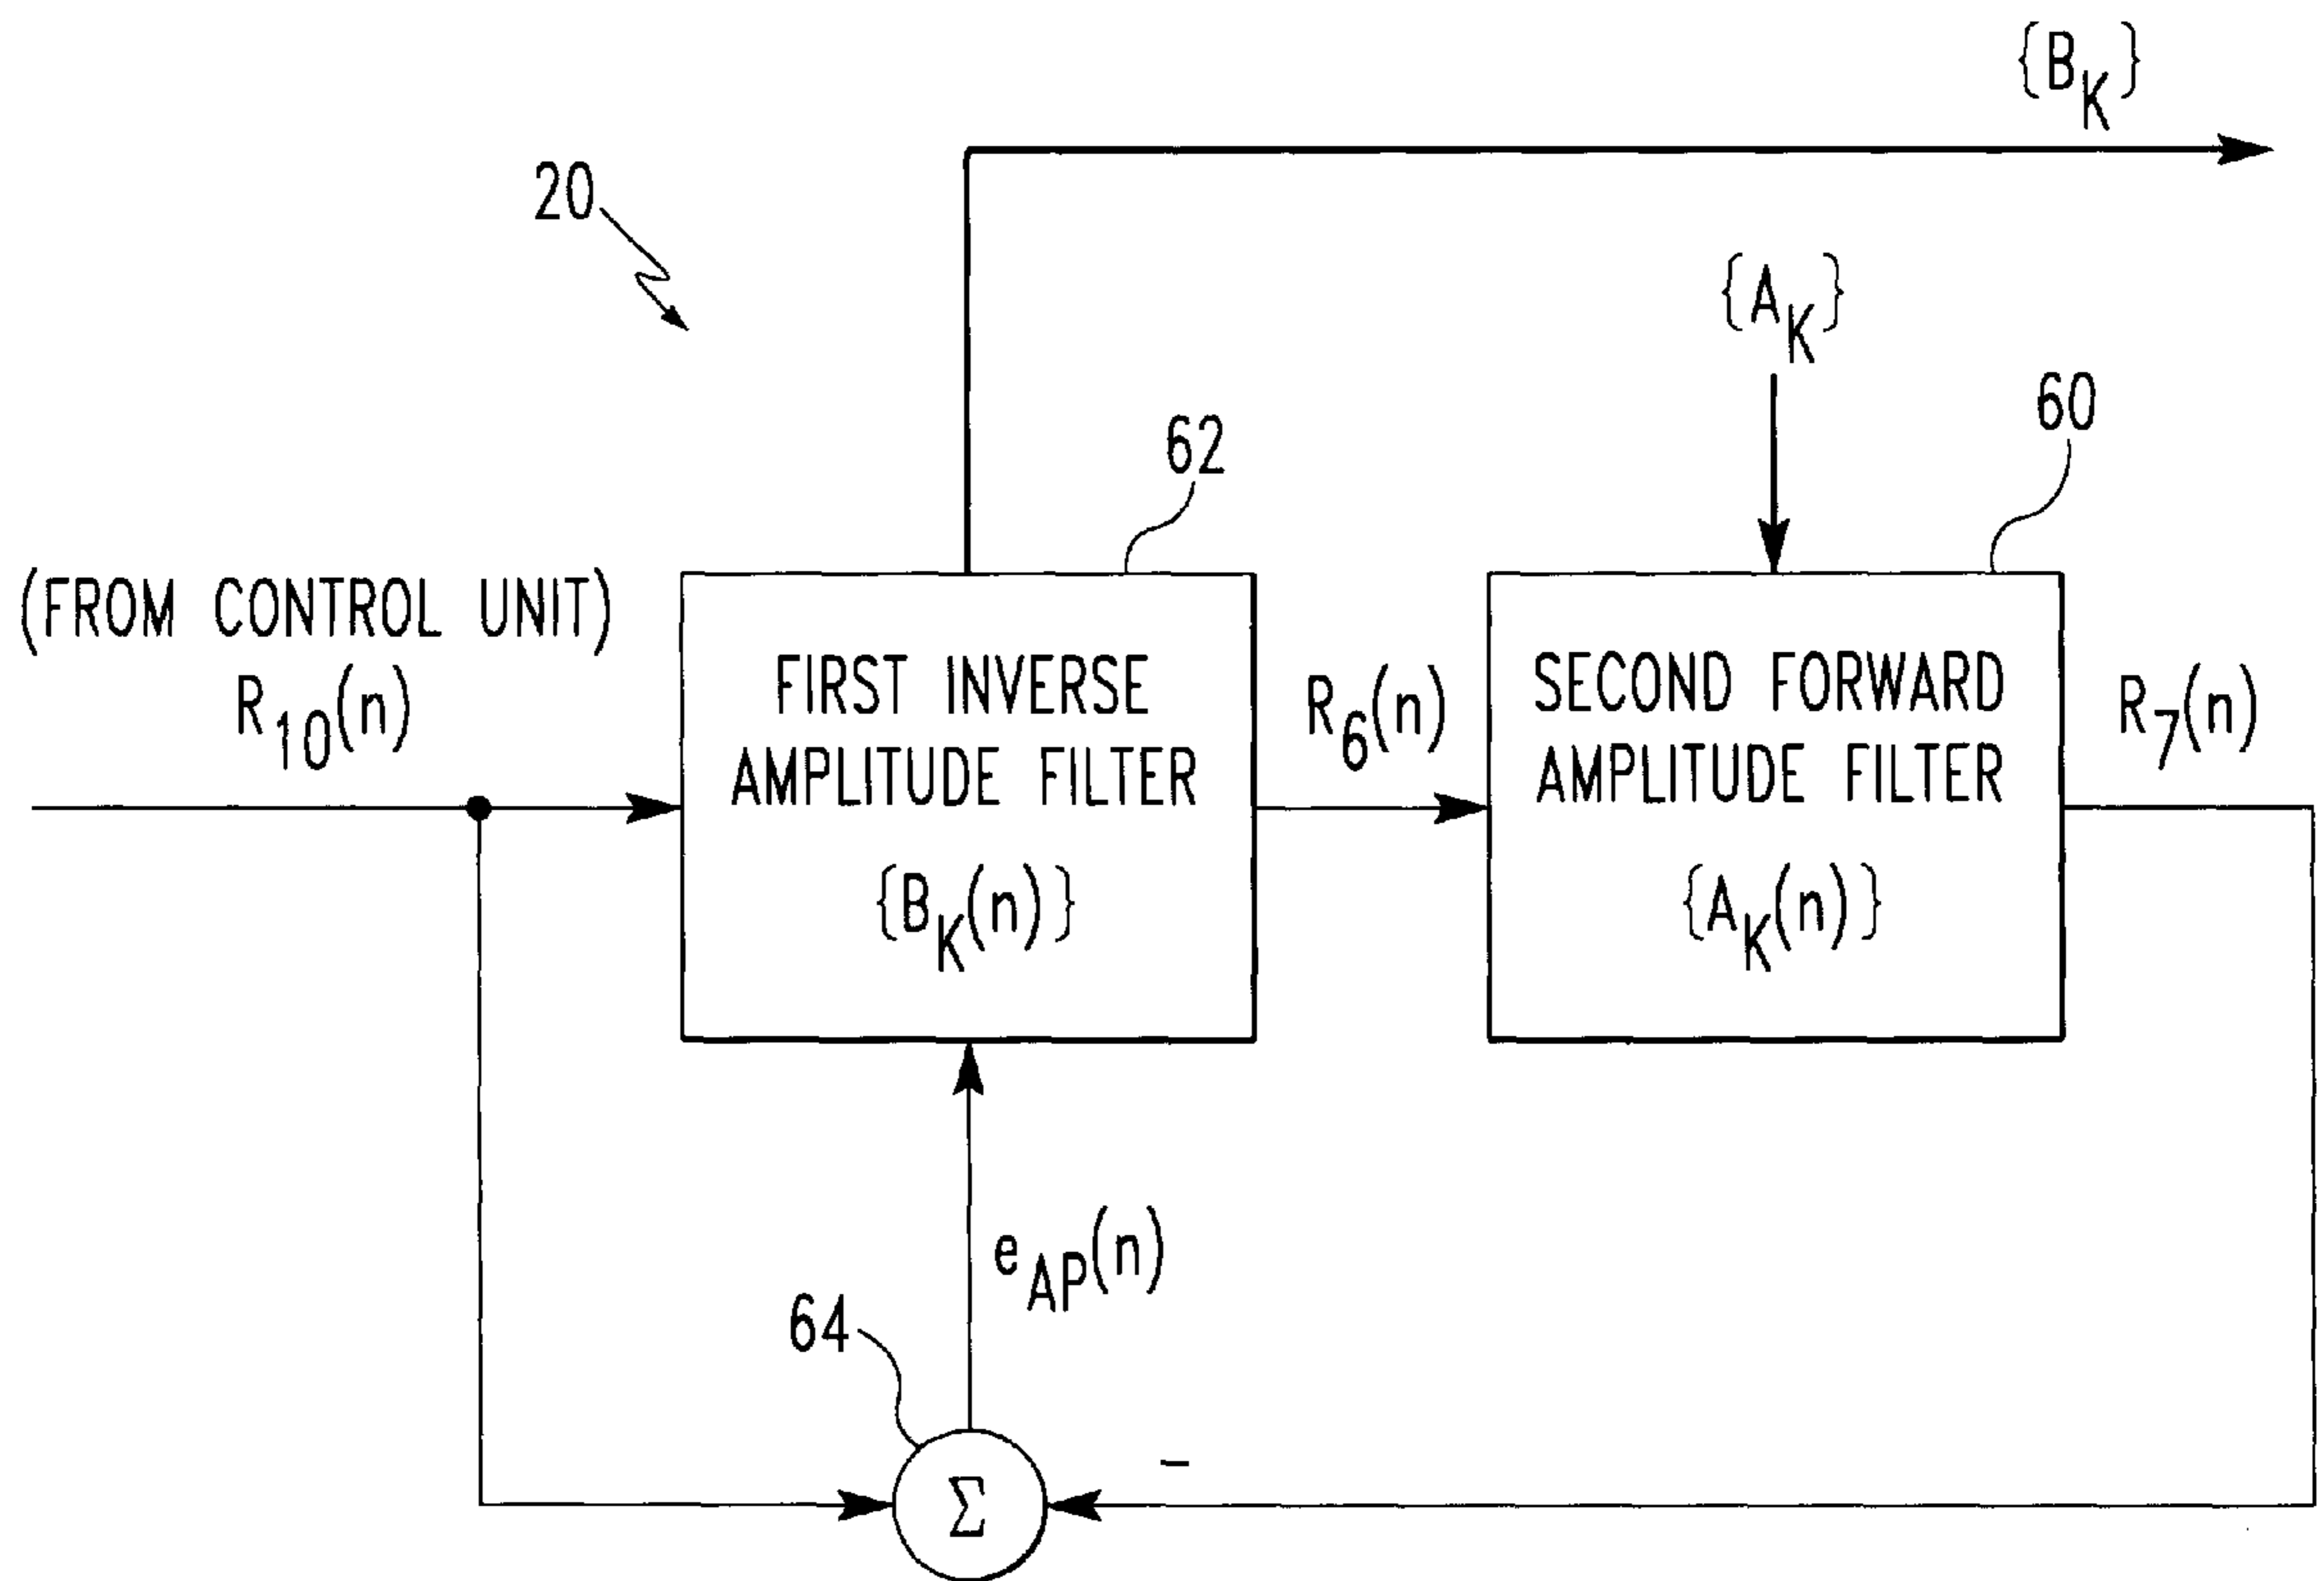 {B_K}
20
{A_K}
62
60
(FROM CONTROL UNIT)
R_10(n)
FIRST INVERSE
AMPLITUDE FILTER
{B_K(n)}
R_6(n)
SECOND FORWARD
AMPLITUDE FILTER
{A_K(n)}
R_7(n)
e_AP(n)
64
Σ
-